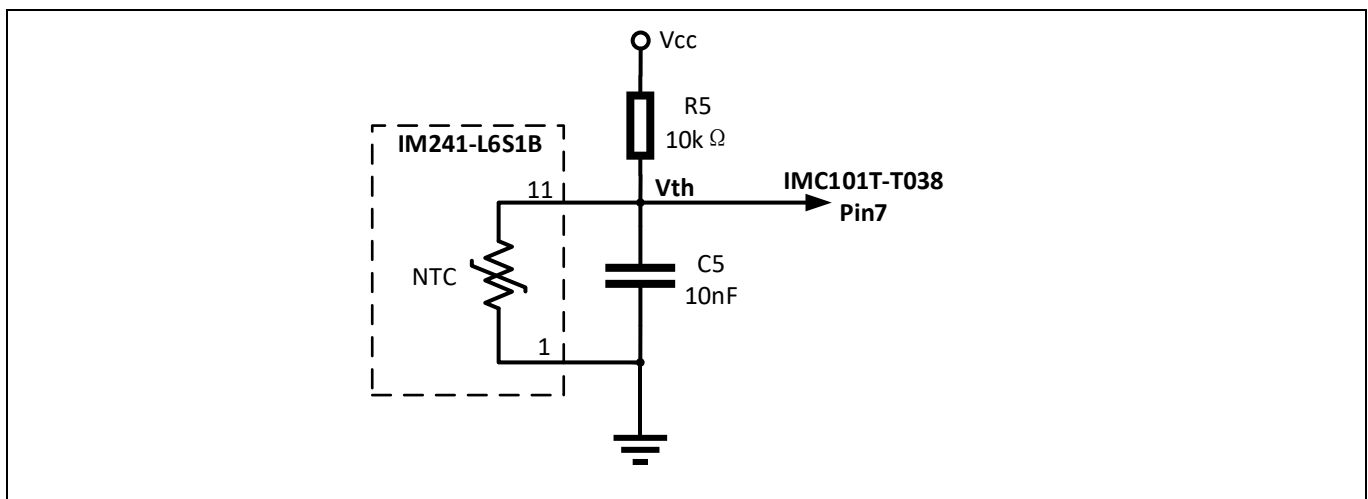 Vcc
R5
10k Ω
IM241-L6S1B
11
Vth
IMC101T-T038
Pin7
NTC
C5
10nF
1